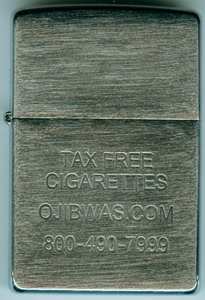 TAX FREE
CIGARETTES
OJIBWAS.COM
800-490-7999